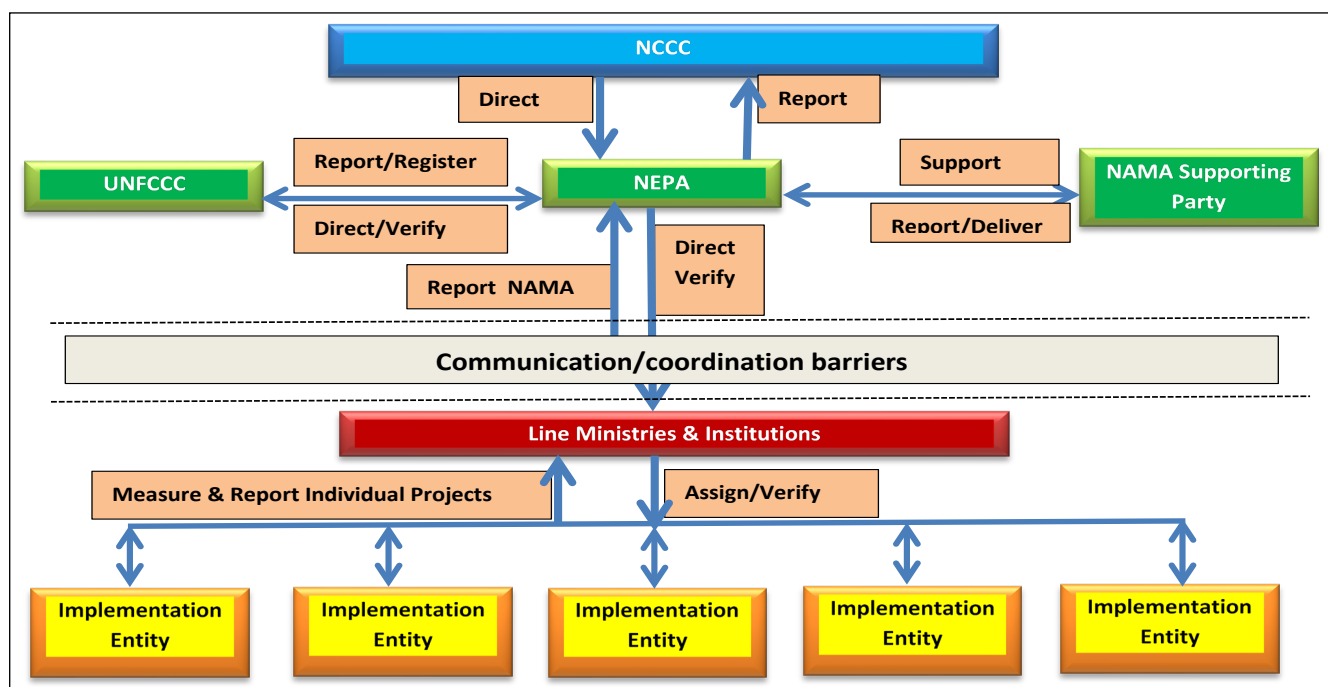 NCCC
Direct
Report
Report/Register
Support
UNFCCC
NEPA
NAMA Supporting
Party
Direct/Verify
Report/Deliver
Direct
Verify
Report NAMA
Communication/coordination barriers
Line Ministries & Institutions
Measure & Report Individual Projects
Assign/Verify
Implementation
Entity
Implementation
Entity
Implementation
Entity
Implementation
Entity
Implementation
Entity